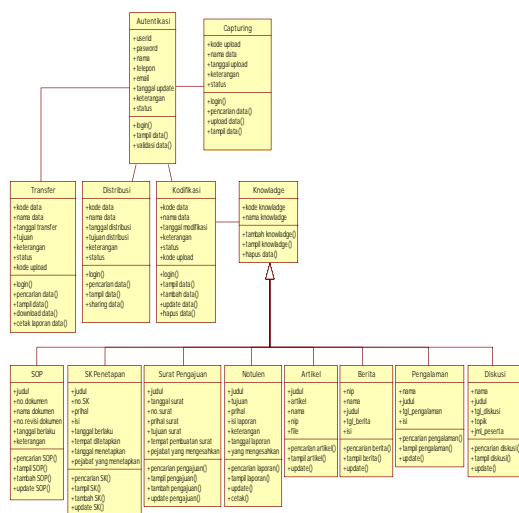 Autentikasi
+userid
+pasword
+nama
+telepon
+email
+tanggal update
+keterangan
+status
+login()
+tampil data()
+validasi data()
Capturing
+kode upload
+nama data
+tanggal upload
+keterangan
+status
+login()
+pencarian data()
+upload data()
+tampil data()
Transfer
+kode data
+nama data
+tanggal transfer
+tujuan
+keterangan
+status
+kode upload
+login()
+pencarian data()
+tampil data()
+download data()
+cetak laporan data()
Distribusi
+kode data
+nama data
+tanggal distribusi
+tujuan distribusi
+keterangan
+status
+login()
+pencarian data()
+tampil data()
+sharing data()
Kodifikasi
+kode data
+nama data
+tanggal modifikasi
+keterangan
+status
+kode upload
+login()
+tampil data()
+tambah data()
+update data()
+hapus data()
Knowladge
+kode knowledge
+nama knowledge
+tambah knowledge()
+tampil knowledge()
+hapus data()
SOP
+judul
+no.dokumen
+nama dokumen
+no.revisi dokumen
+tanggal berlaku
+keterangan
+pencarian SOP()
+tampil SOP()
+tambah SOP()
+update SOP()
SK Penetapan
+judul
+no.SK
+prihal
+isi
+tanggal berlaku
+tempat ditetapkan
+tanggal menetapkan
+pejabat yang menetapkan
+pencarian SK()
+tampil SK()
+tambah SK()
+update SK()
Surat Pengajuan
+judul
+tanggal surat
+no.surat
+prihal surat
+tujuan surat
+tempat pembuatan surat
+pejabat yang mengesahkan
+pencarian pengajuan()
+tampil pengajuan()
+tambah pengajuan()
+update pengajuan()
Notulen
+judul
+tujuan
+prihal
+isi laporan
+keterangan
+tanggal laporan
+yang mengesahkan
+pencarian laporan()
+tampil laporan()
+update()
+cetak()
Artikel
+judul
+artikel
+nama
+nip
+file
+pencarian artikel()
+tampil artikel()
+update()
Berita
+nip
+nama
+judul
+tgl_berita
+isi
+pencarian berita()
+tampil berita()
+update()
Pengalaman
+nama
+judul
+tgl_pengalaman
+isi
+pencarian pengalaman()
+tampil pengalaman()
+update()
Diskusi
+nama
+judul
+tgl_diskusi
+topik
+jml_peserta
+pencarian diskusi()
+tampil diskusi()
+update()